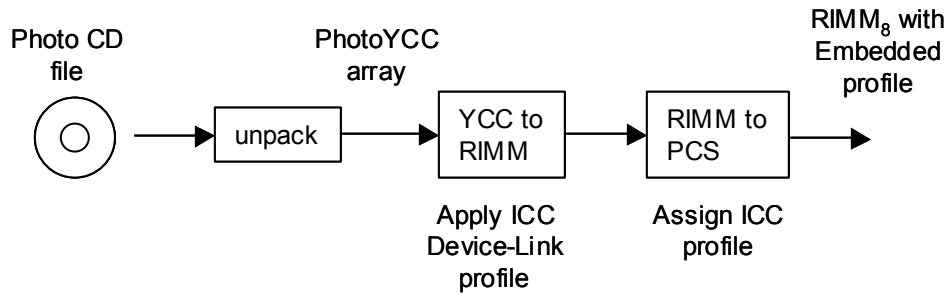 Photo CD
file
unpack
PhotoYCC
array
YCC to
RIMM
Apply ICC
Device-Link
profile
RIMM to
PCS
Assign ICC
profile
RIMM₈ with
Embedded
profile